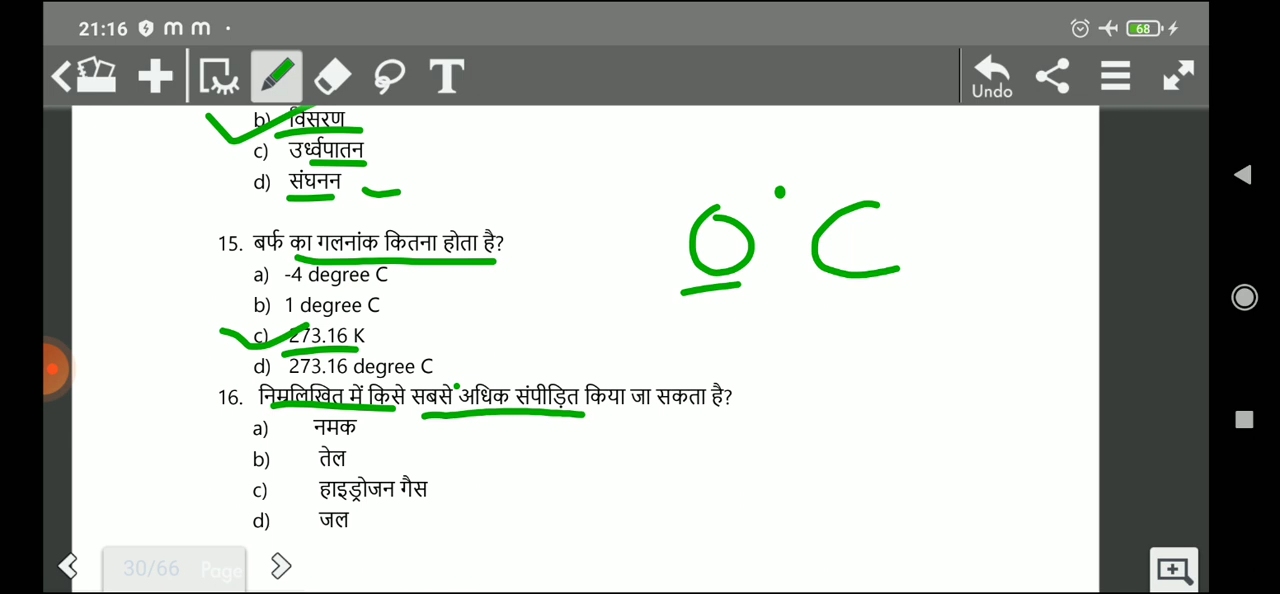 21:16 m m
68
T
Undo
b) विसरण
c) उर्ध्वपातन
d) संघनन
0°C
15. बर्फ का गलनांक कितना होता है?
a) -4 degree C
b) 1 degree C
c) 273.16 K
d) 273.16 degree C
16. निमलिखित में किसे सबसे अधिक संपीड़ित किया जा सकता है?
a) नमक
b) तेल
c) हाइड्रोजन गैस
d) जल
30/66 Page